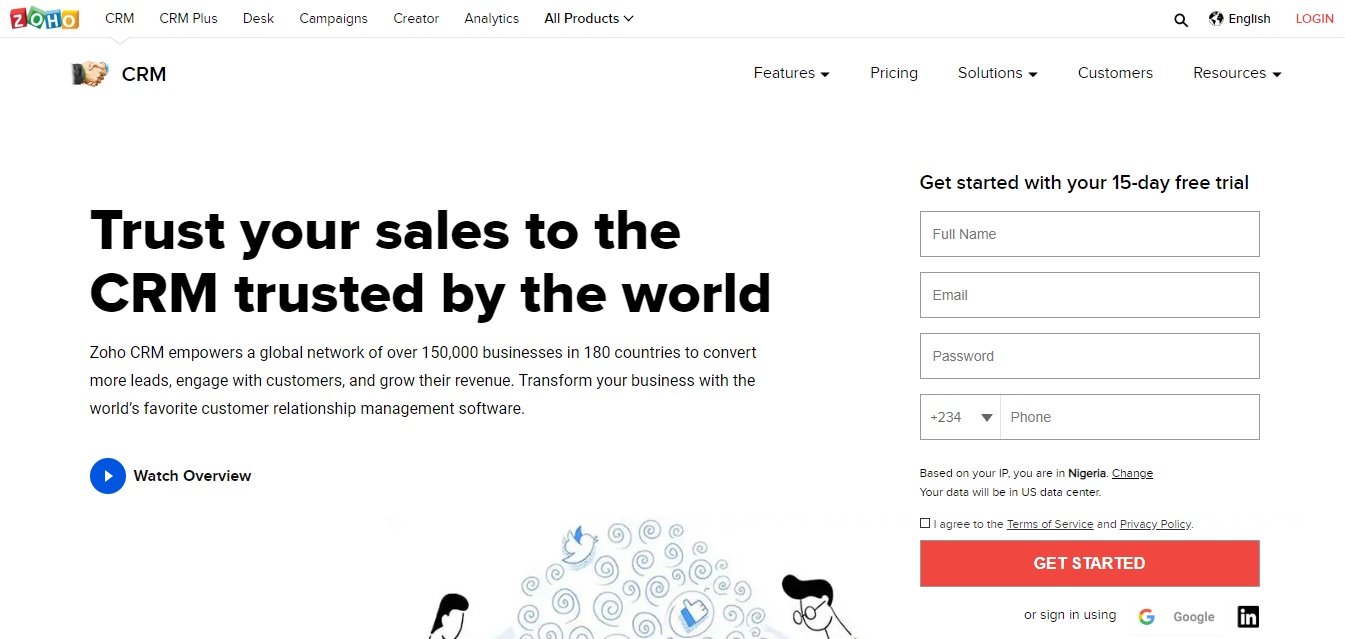 ZOHO CRM CRM Plus Desk Campaigns Creator Analytics All Products English LOGIN
CRM Features Pricing Solutions Customers Resources
Trust your sales to the
CRM trusted by the world
Zoho CRM empowers a global network of over 150,000 businesses in 180 countries to convert
more leads, engage with customers, and grow their revenue. Transform your business with the
world’s favorite customer relationship management software.
Watch Overview
Get started with your 15-day free trial
Full Name
Email
Password
+234 Phone
Based on your IP, you are in Nigeria. Change
Your data will be in US data center.
I agree to the Terms of Service and Privacy Policy.
GET STARTED
or sign in using G Google in